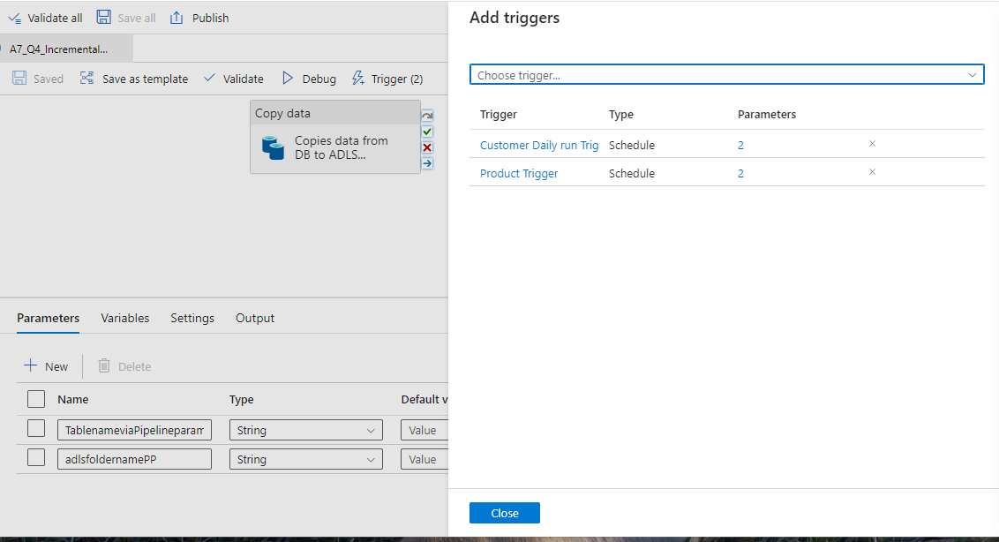 Validate all Save all Publish
A7_Q4_Incremental...
Saved Save as template Validate Debug Trigger (2)
Copy data
Copies data from
DB to ADLS...
Parameters Variables Settings Output
New Delete
Name Type Default v
TablenameviaPipelineparam String Value
adlsfoldernamePP String Value
Add triggers
Choose trigger...
Trigger Type Parameters
Customer Daily run Trig Schedule 2
Product Trigger Schedule 2
Close